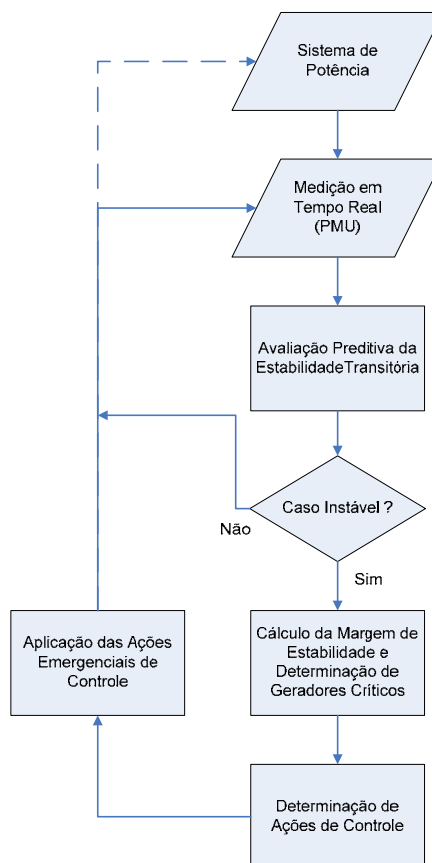 Sistema de
Potência
Medição em
Tempo Real
(PMU)
Avaliação Preditiva da
EstabilidadeTransitória
Caso Instável ?
Não
Sim
Cálculo da Margem de
Estabilidade e
Determinação de
Geradores Críticos
Aplicação das Ações
Emergenciais de
Controle
Determinação de
Ações de Controle